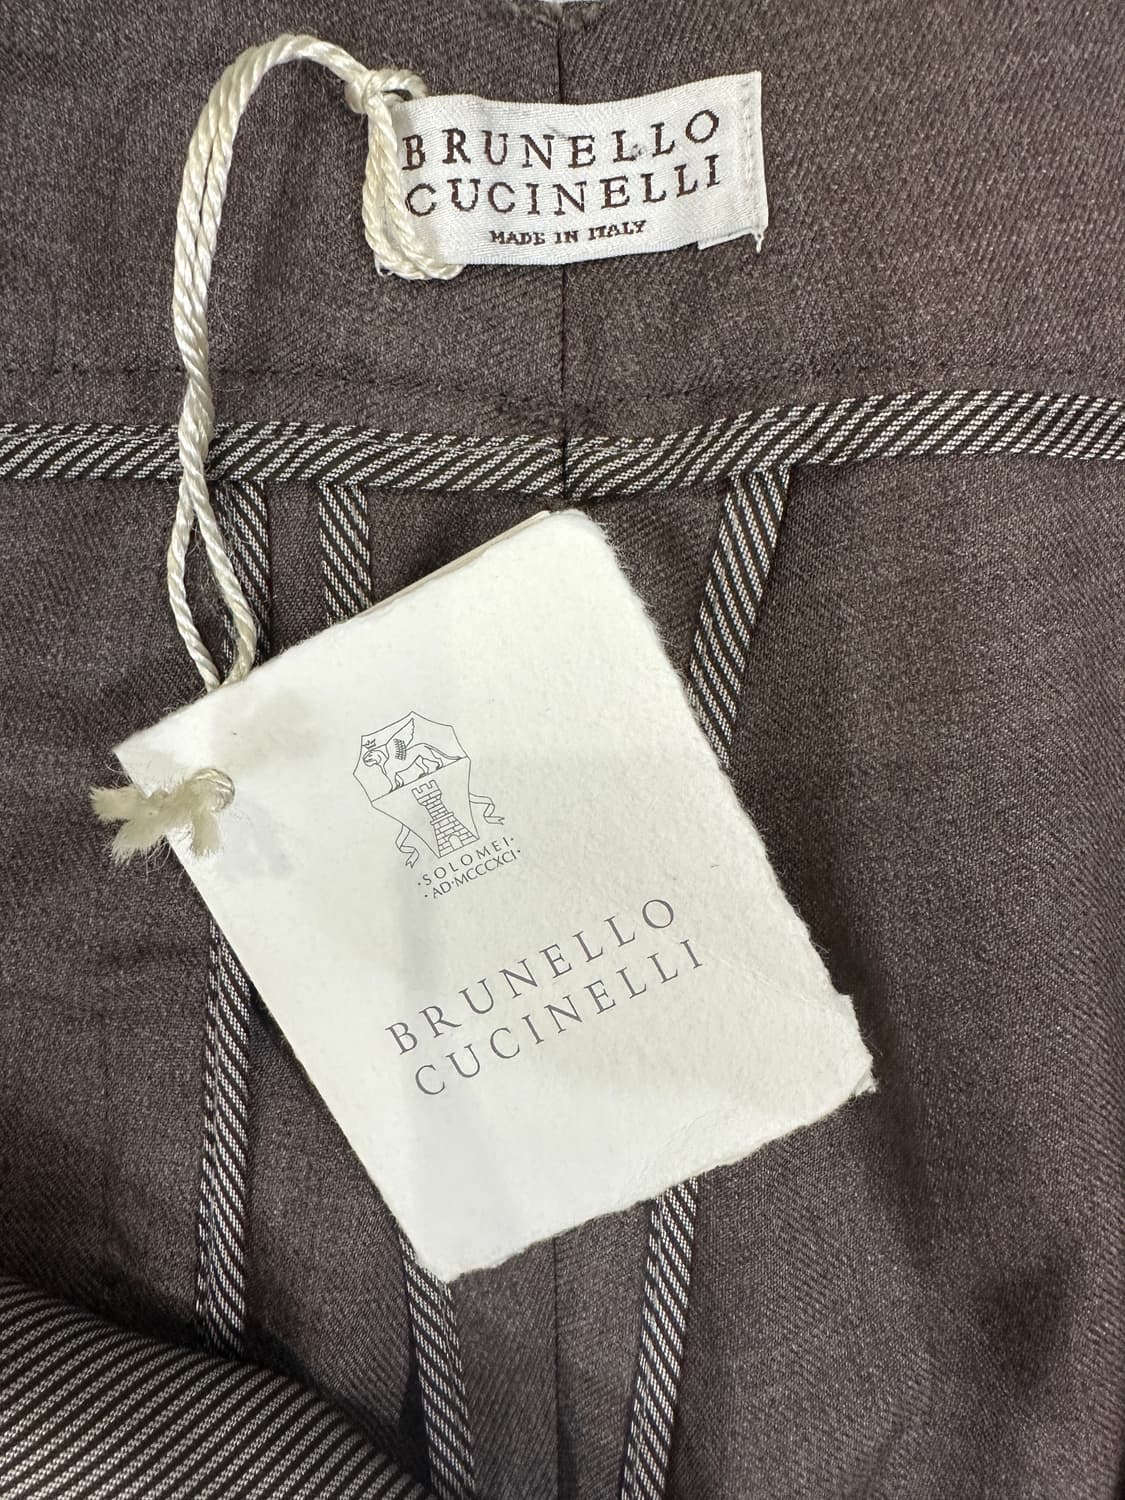 BRUNELLO
CUCINELLI
MADE IN ITALY
·SOLOMEI·
·AD·MCCCXCI·
BRUNELLO
CUCINELLI